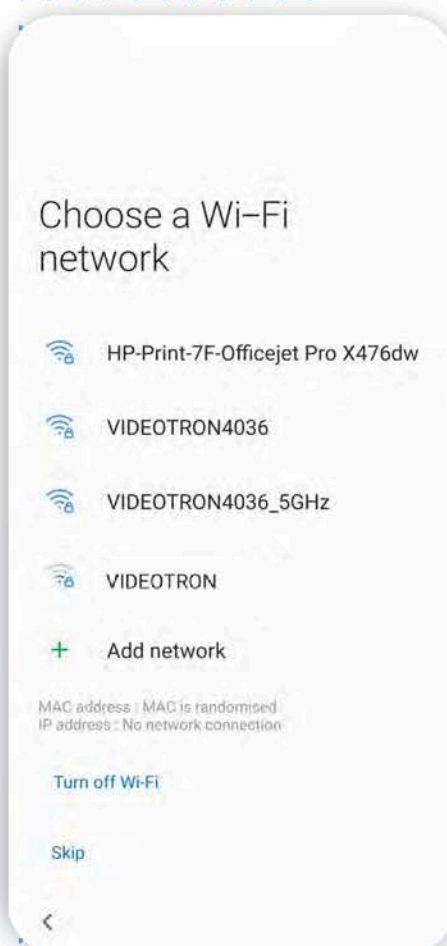 Choose a Wi-Fi
network
HP-Print-7F-Officejet Pro X476dw
VIDEOTRON4036
VIDEOTRON4036_5GHz
VIDEOTRON
Add network
MAC address : MAC is randomised
IP address : No network connection
Turn off Wi-Fi
Skip